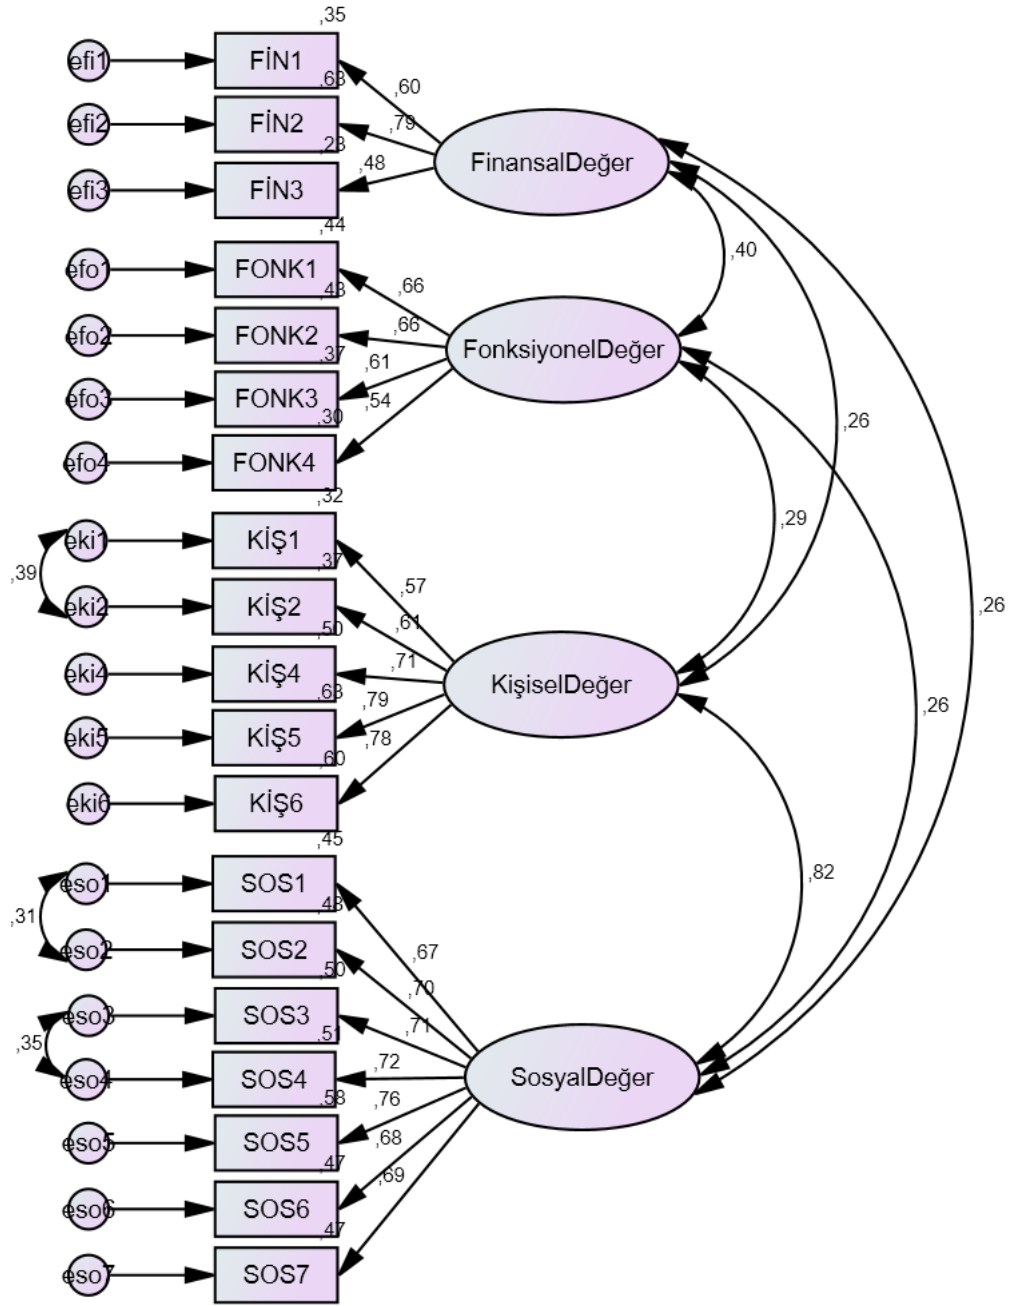 ,35
efi1
FİN1
,60
,63
efi2
FİN2
,79
,23
efi3
FİN3
,48
FinansalDeğer
,44
efo1
FONK1
,66
,43
efo2
FONK2
,66
,37
efo3
FONK3
,61
,30
efo4
FONK4
,54
FonksiyonelDeğer
,40
,26
,29
,26
,26
,32
eki1
KİŞ1
,57
,39
,37
eki2
KİŞ2
,61
,50
eki4
KİŞ4
,71
,63
eki5
KİŞ5
,79
,60
eki6
KİŞ6
,78
KişiselDeğer
,82
,45
eso1
SOS1
,67
,31
,48
eso2
SOS2
,70
,50
eso3
SOS3
,71
,35
,51
eso4
SOS4
,72
,58
eso5
SOS5
,76
,47
eso6
SOS6
,68
,47
eso7
SOS7
,69
SosyalDeğer